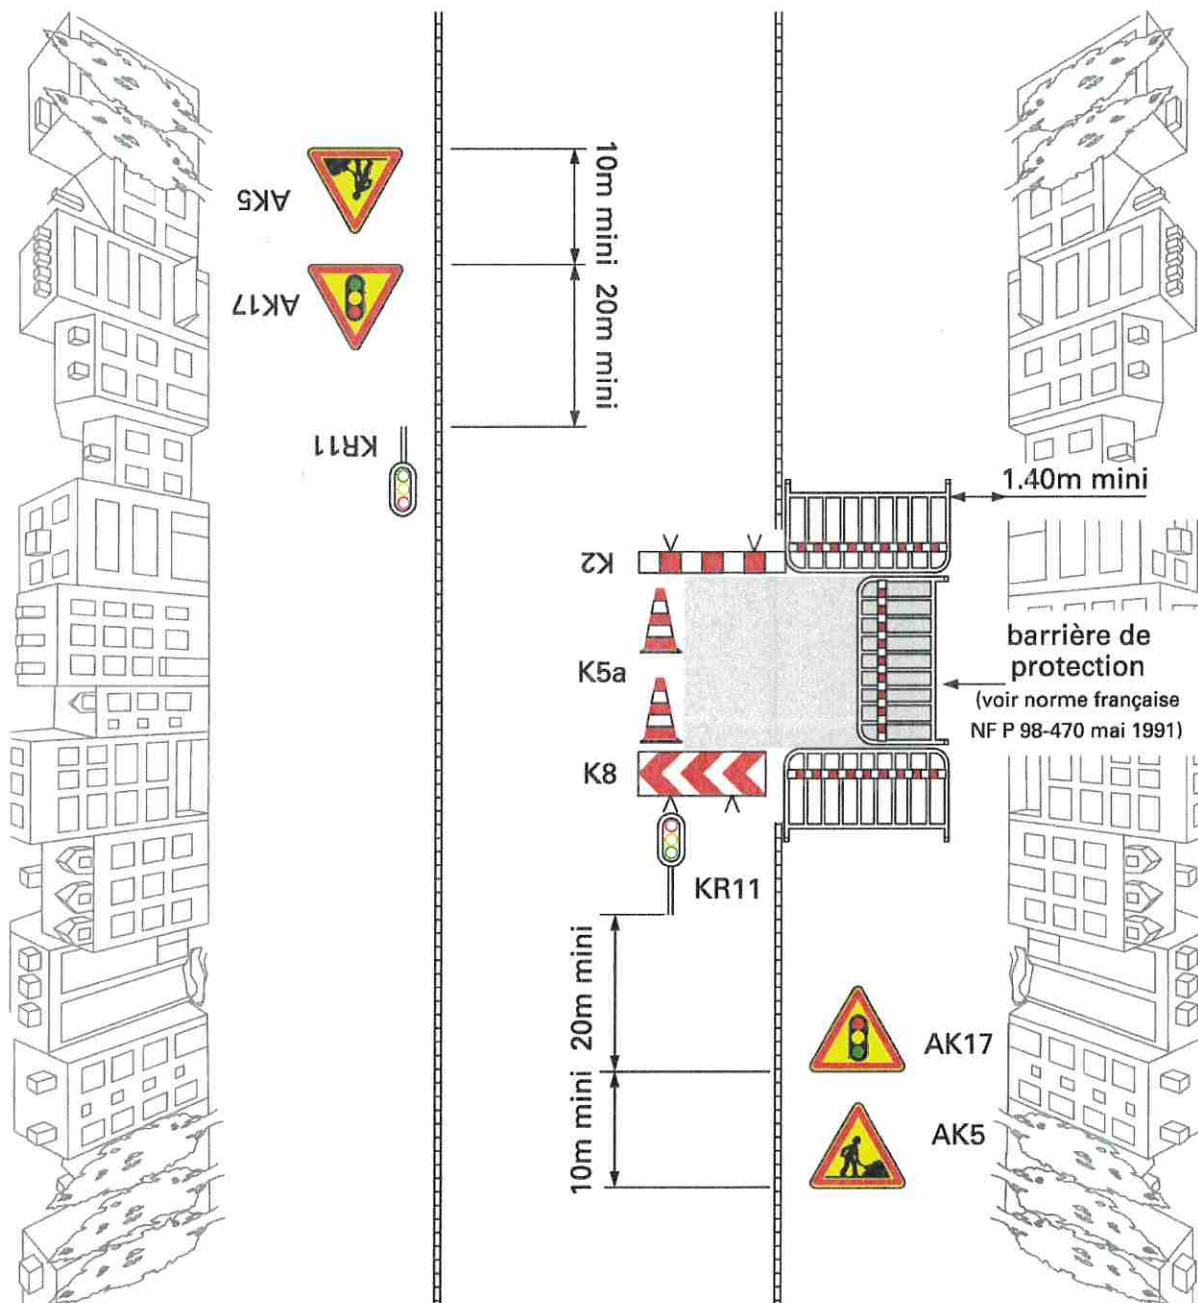 AK5
10m mini
AK17
20m mini
KR11
1.40m mini
K2
K5a
barrière de
protection
(voir norme française
NF P 98-470 mai 1991)
K8
KR11
20m mini
AK17
10m mini
AK5